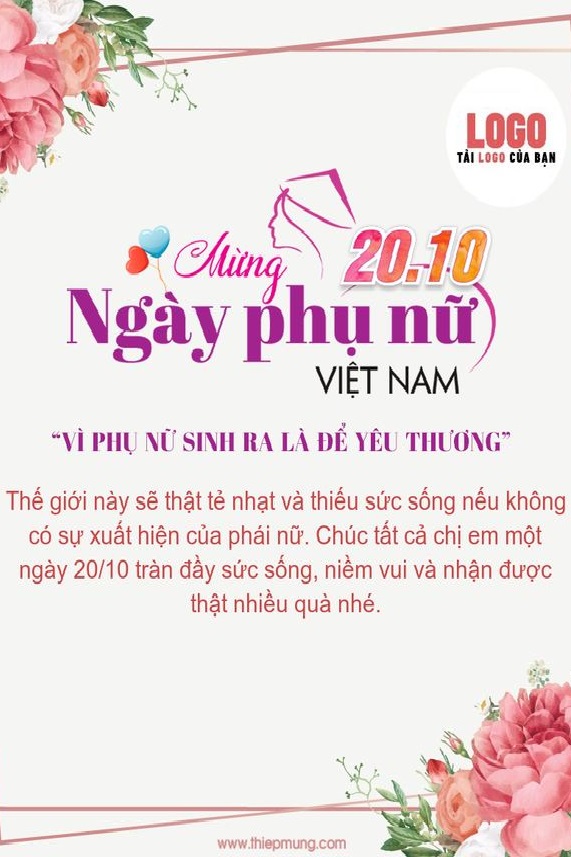 LOGO
TẢI LOGO CỦA BẠN
Mừng 20.10
Ngày phụ nữ
VIỆT NAM
“VÌ PHỤ NỮ SINH RA LÀ ĐỂ YÊU THƯƠNG”
Thế giới này sẽ thật tẻ nhạt và thiếu sức sống nếu không
có sự xuất hiện của phái nữ. Chúc tất cả chị em một
ngày 20/10 tràn đầy sức sống, niềm vui và nhận được
thật nhiều quà nhé.
www.thiepmung.com